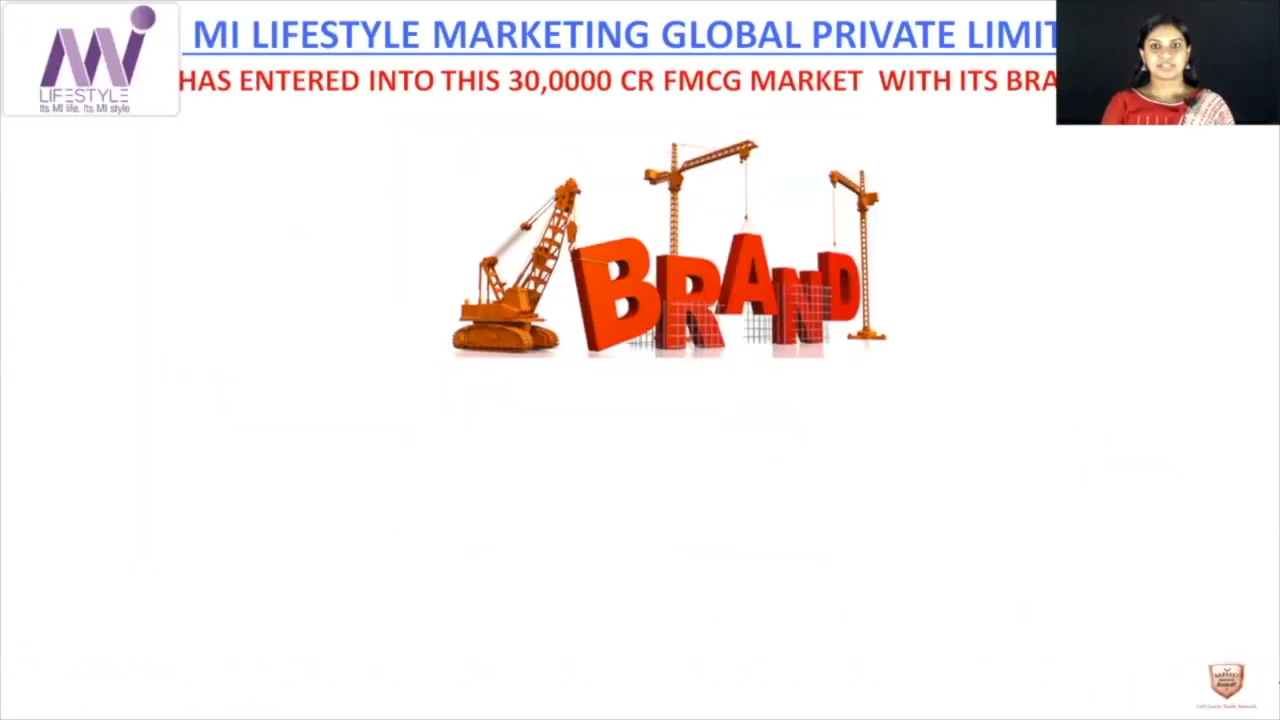 MI LIFESTYLE MARKETING GLOBAL PRIVATE LIMIT
HAS ENTERED INTO THIS 30,0000 CR FMCG MARKET WITH ITS BRA
Mi
LIFESTYLE
Its Mi life. Its Mi style
BRAND